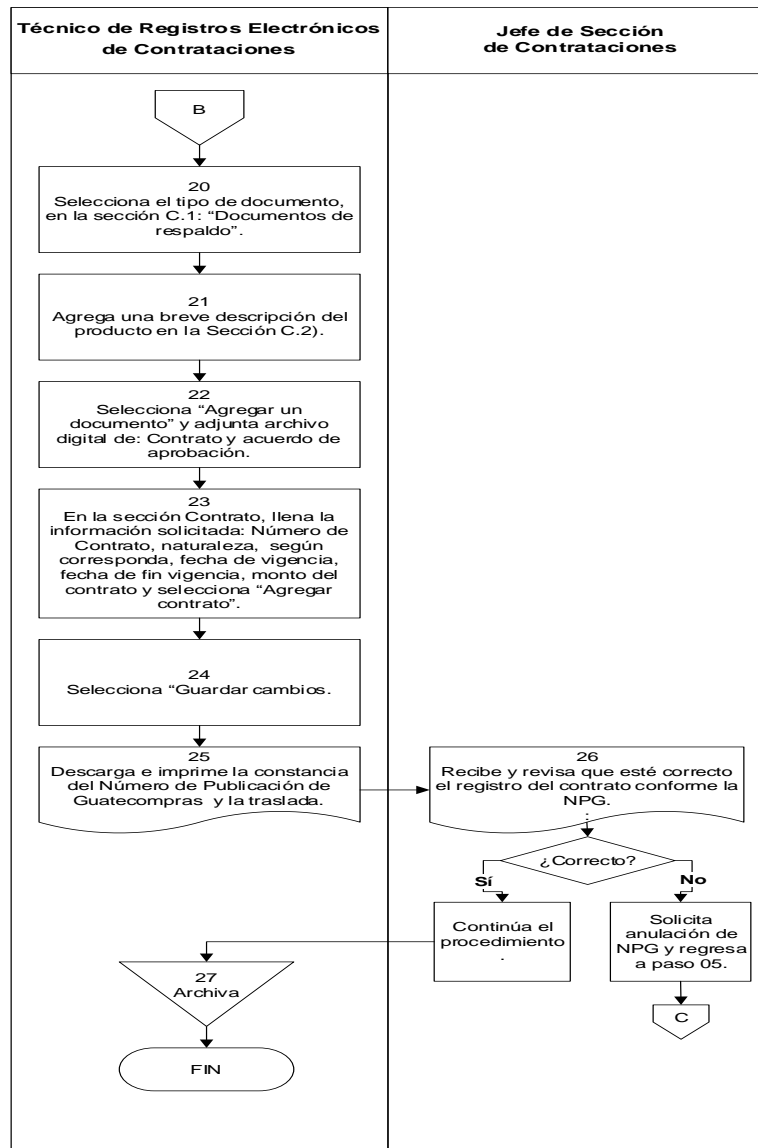 Técnico de Registros Electrónicos
de Contrataciones
Jefe de Sección
de Contrataciones
B
20
Selecciona el tipo de documento,
en la sección C.1: “Documentos de
respaldo”.
21
Agrega una breve descripción del
producto en la Sección C.2).
22
Selecciona “Agregar un
documento” y adjunta archivo
digital de: Contrato y acuerdo de
aprobación.
23
En la sección Contrato, llena la
información solicitada: Número de
Contrato, naturaleza, según
corresponda, fecha de vigencia,
fecha de fin vigencia, monto del
contrato y selecciona “Agregar
contrato”.
24
Selecciona “Guardar cambios.
25
Descarga e imprime la constancia
del Número de Publicación de
Guatecompras y la traslada.
26
Recibe y revisa que esté correcto
el registro del contrato conforme la
NPG.
.
¿Correcto?
Sí
No
Continúa el
procedimiento
.
Solicita
anulación de
NPG y regresa
a paso 05.
C
27
Archiva
FIN